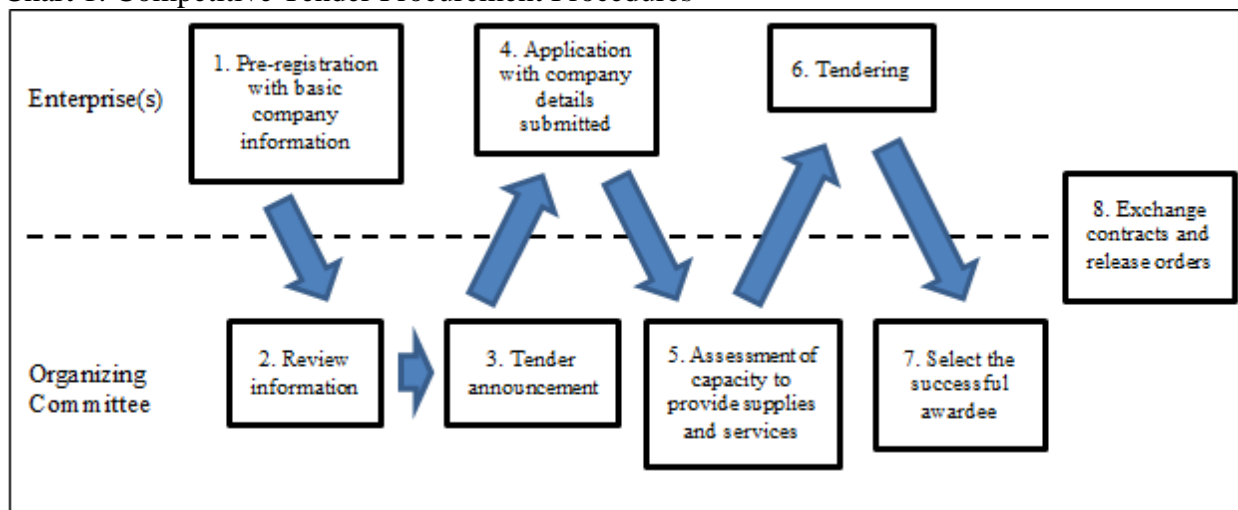 Chart 1: Competitive Tender Procurement Procedures
Enterprise(s)
1. Pre-registration
with basic
company
information
4. Application
with company
details
submitted
6. Tendering
8. Exchange
contracts and
release orders
Organizing
Committee
2. Review
information
3. Tender
announcement
5. Assessment of
capacity to
provide supplies
and services
7. Select the
successful
awardee